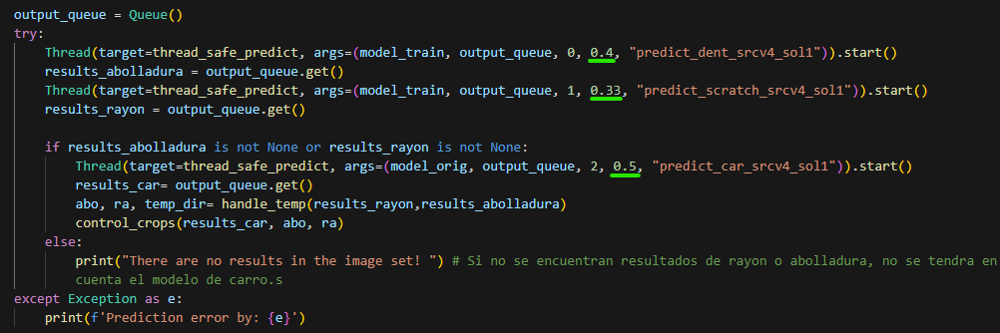 output_queue = Queue()
try:
Thread(target=thread_safe_predict, args=(model_train, output_queue, 0, 0.4, "predict_dent_srcv4_sol1")).start()
results_abolladura = output_queue.get()
Thread(target=thread_safe_predict, args=(model_train, output_queue, 1, 0.33, "predict_scratch_srcv4_sol1")).start()
results_rayon = output_queue.get()
if results_abolladura is not None or results_rayon is not None:
Thread(target=thread_safe_predict, args=(model_orig, output_queue, 2, 0.5, "predict_car_srcv4_sol1")).start()
results_car= output_queue.get()
abo, ra, temp_dir= handle_temp(results_rayon,results_abolladura)
control_crops(results_car, abo, ra)
else:
print("There are no results in the image set! ") # Si no se encuentran resultados de rayon o abolladura, no se tendra en
cuenta el modelo de carro.s
except Exception as e:
print(f'Prediction error by: {e}')